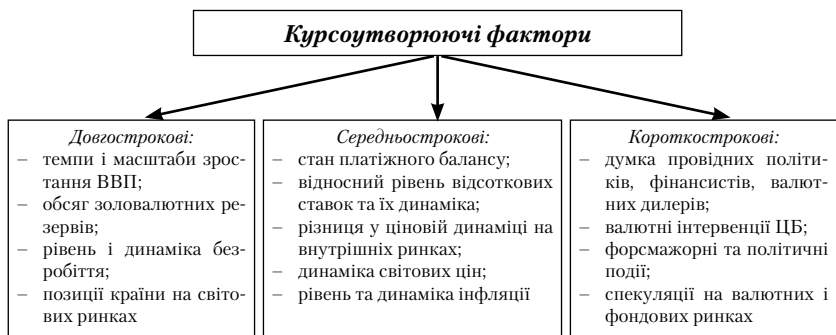 Курсоутворюючі фактори
Довгострокові:
– темпи і масштаби зрос-
тання ВВП;
– обсяг золовалютних ре-
зервів;
– рівень і динаміка без-
робіття;
– позиції країни на світо-
вих ринках
Середньострокові:
– стан платіжного балансу;
– відносний рівень відсоткових
ставок та їх динаміка;
– різниця у ціновій динаміці на
внутрішніх ринках;
– динаміка світових цін;
– рівень та динаміка інфляції
Короткострокові:
– думка провідних політи-
ків, фінансистів, валют-
них дилерів;
– валютні інтервенції ЦБ;
– форсмажорні та політичні
події;
– спекуляції на валютних і
фондових ринках